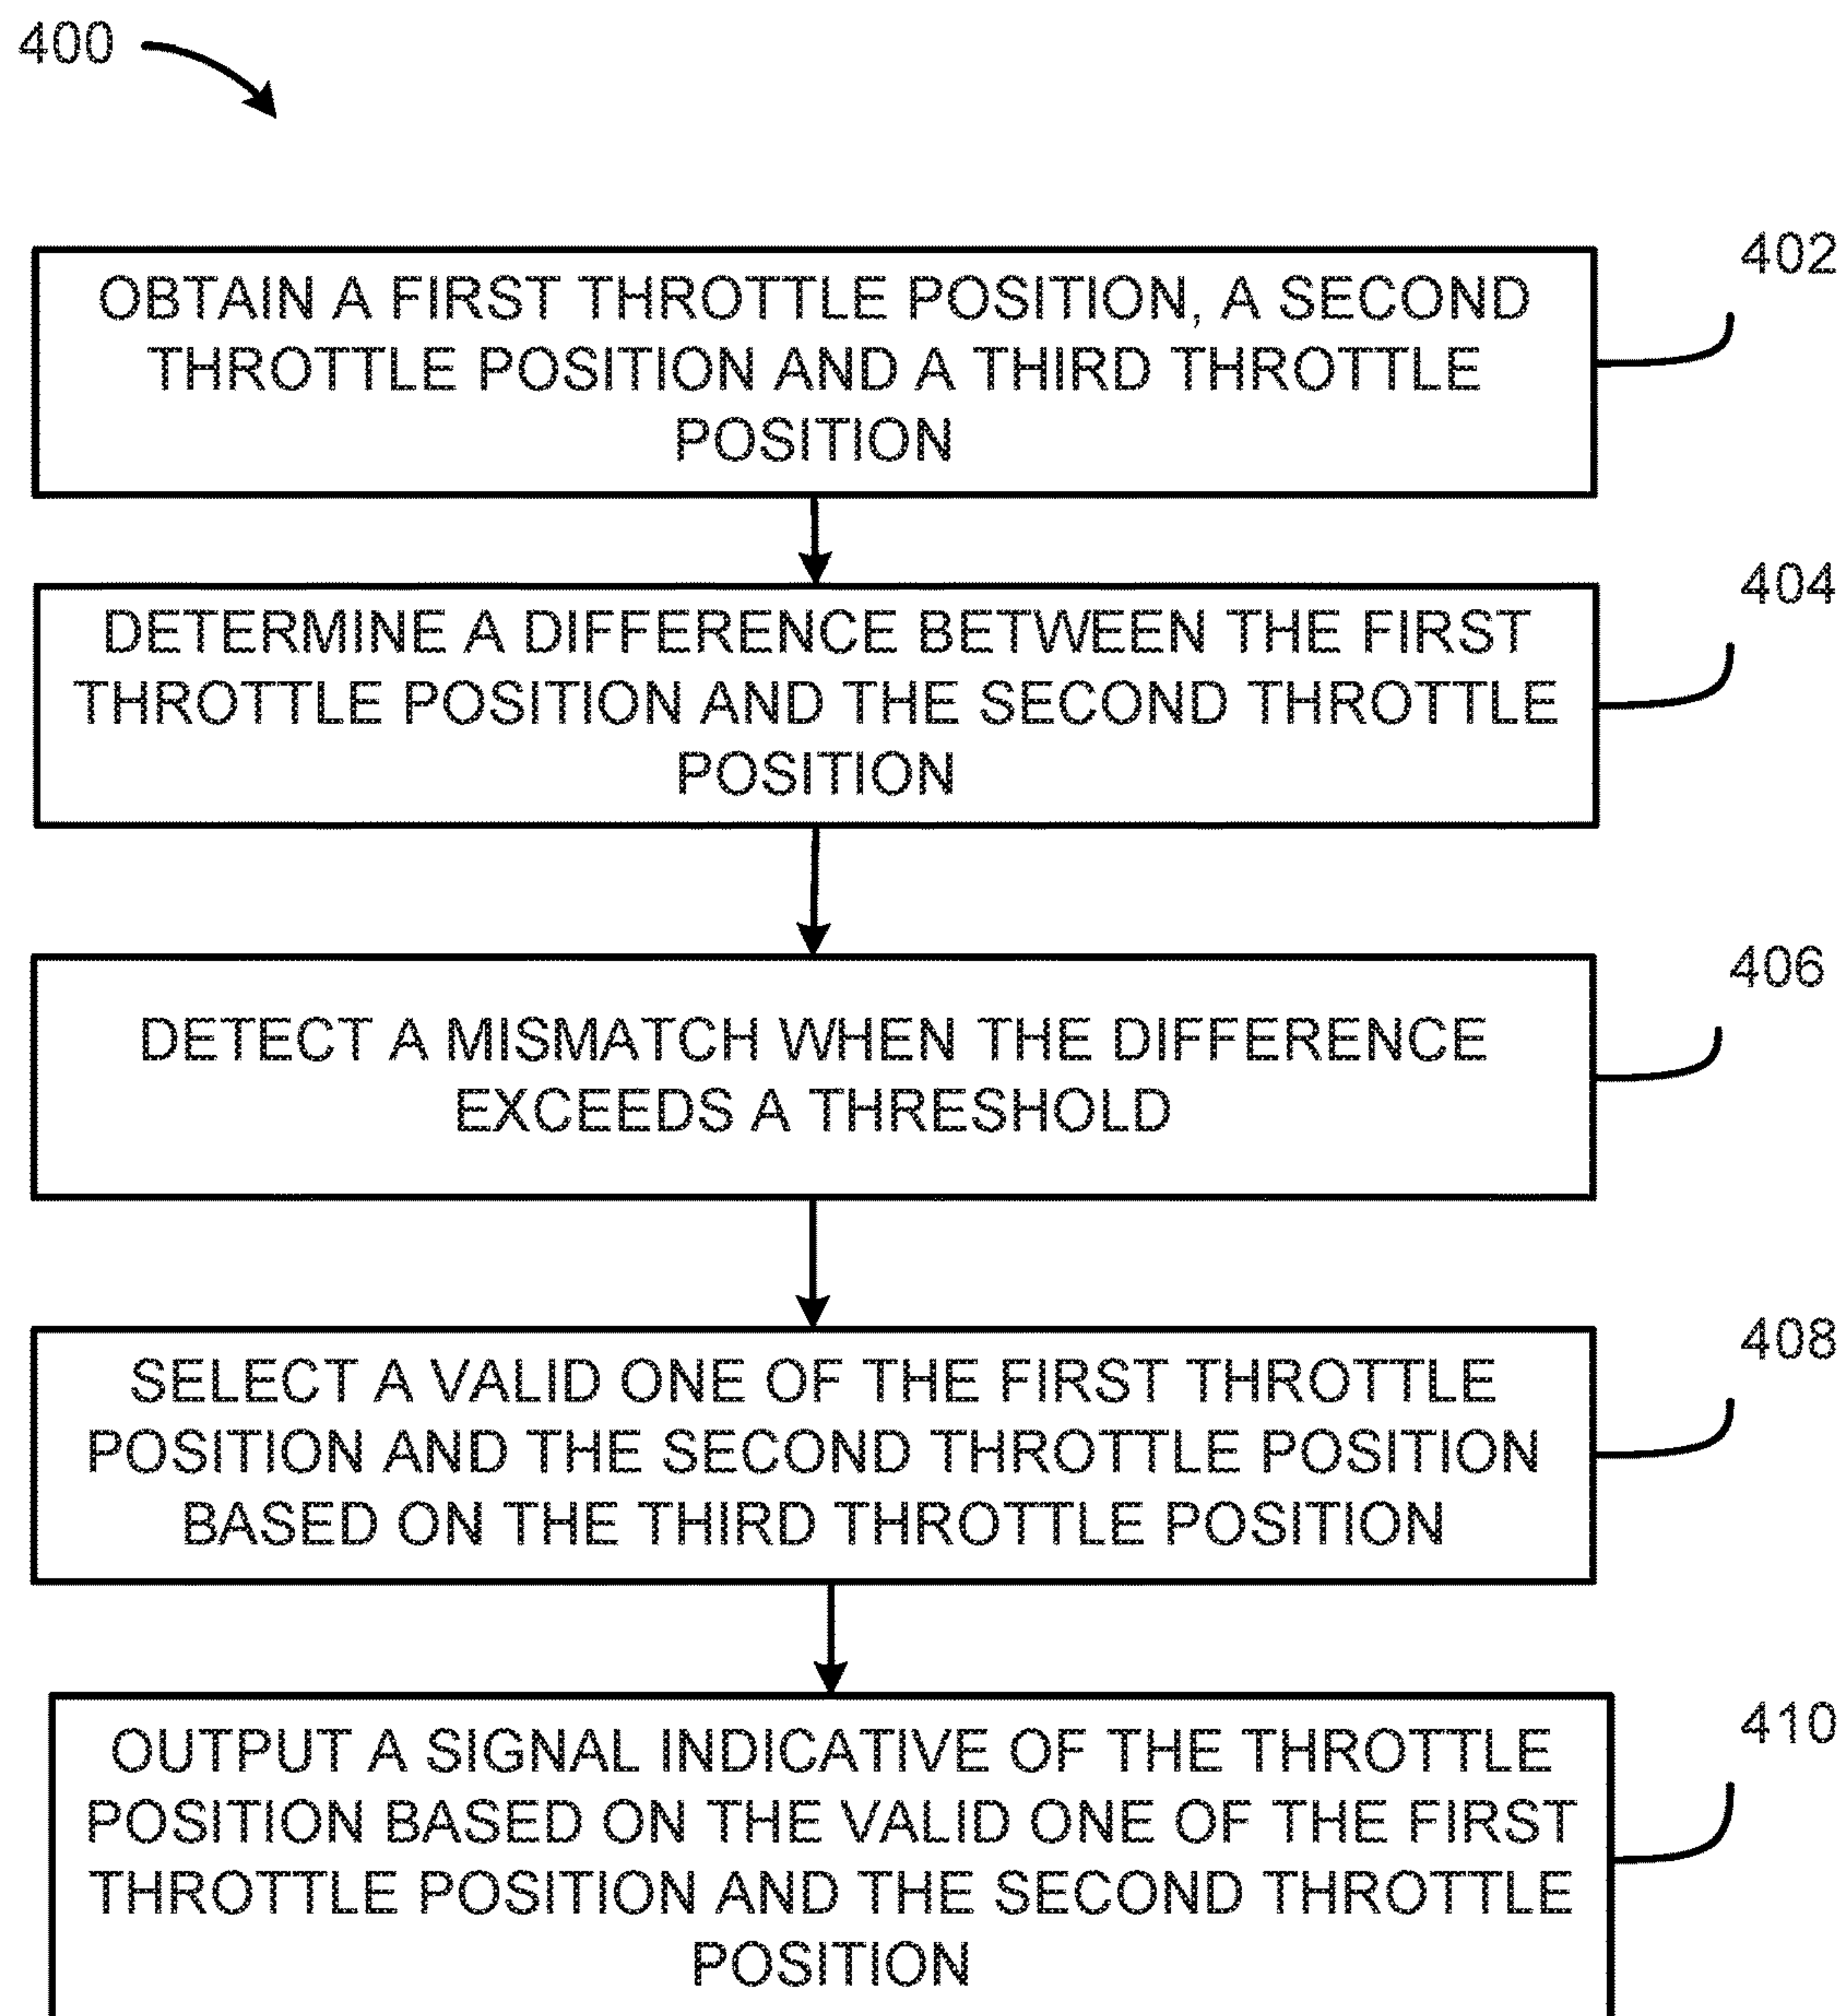 400
402
OBTAIN A FIRST THROTTLE POSITION, A SECOND
THROTTLE POSITION AND A THIRD THROTTLE
POSITION
404
DETERMINE A DIFFERENCE BETWEEN THE FIRST
THROTTLE POSITION AND THE SECOND THROTTLE
POSITION
406
DETECT A MISMATCH WHEN THE DIFFERENCE
EXCEEDS A THRESHOLD
408
SELECT A VALID ONE OF THE FIRST THROTTLE
POSITION AND THE SECOND THROTTLE POSITION
BASED ON THE THIRD THROTTLE POSITION
410
OUTPUT A SIGNAL INDICATIVE OF THE THROTTLE
POSITION BASED ON THE VALID ONE OF THE FIRST
THROTTLE POSITION AND THE SECOND THROTTLE
POSITION